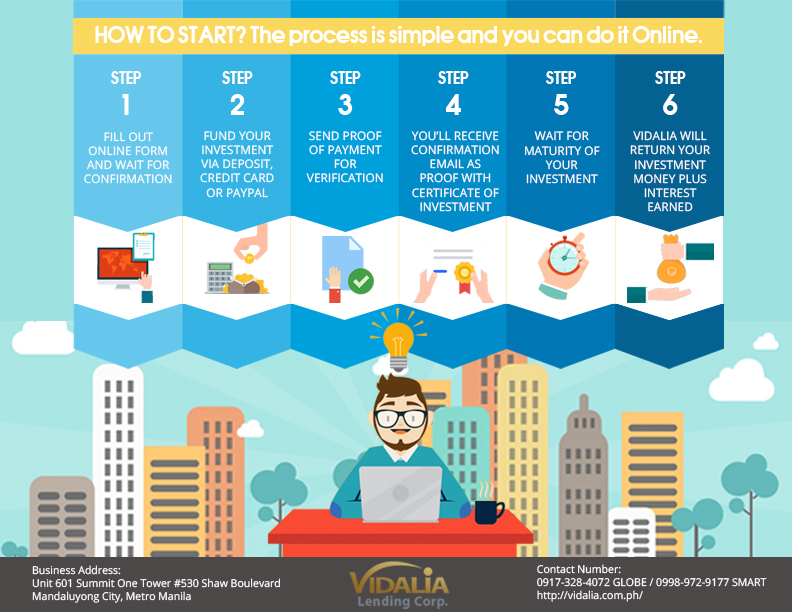 HOW TO START? The process is simple and you can do it Online.
STEP
1
FILL OUT
ONLINE FORM
AND WAIT FOR
CONFIRMATION
STEP
2
FUND YOUR
INVESTMENT
VIA DEPOSIT,
CREDIT CARD
OR PAYPAL
STEP
3
SEND PROOF
OF PAYMENT
FOR
VERIFICATION
STEP
4
YOU'LL RECEIVE
CONFIRMATION
EMAIL AS
PROOF WITH
CERTIFICATE OF
INVESTMENT
STEP
5
WAIT FOR
MATURITY OF
YOUR
INVESTMENT
STEP
6
VIDALIA WILL
RETURN YOUR
INVESTMENT
MONEY PLUS
INTEREST
EARNED
Business Address:
Unit 601 Summit One Tower #530 Shaw Boulevard
Mandaluyong City, Metro Manila
VIDALIA
Lending Corp.
Contact Number:
0917-328-4072 GLOBE / 0998-972-9177 SMART
http://vidalia.com.ph/